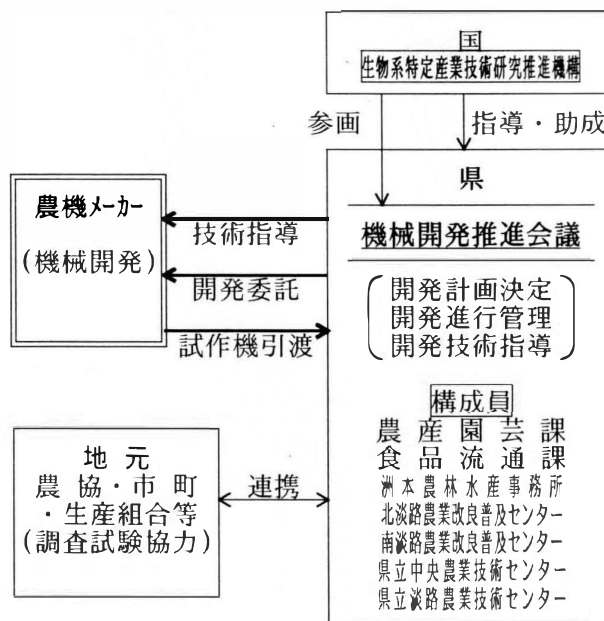 国
生物系特定産業技術研究推進機構
参画
指導・助成
県
機械開発推進会議
開発計画決定
開発進行管理
開発技術指導
構成員
農産園芸課
食品流通課
洲本農林水産事務所
北淡路農業改良普及センター
南淡路農業改良普及センター
県立中央農業技術センター
県立淡路農業技術センター
農機メーカー
(機械開発)
技術指導
開発委託
試作機引渡
地元
農協・市町
・生産組合等
(調査試験協力)
連携